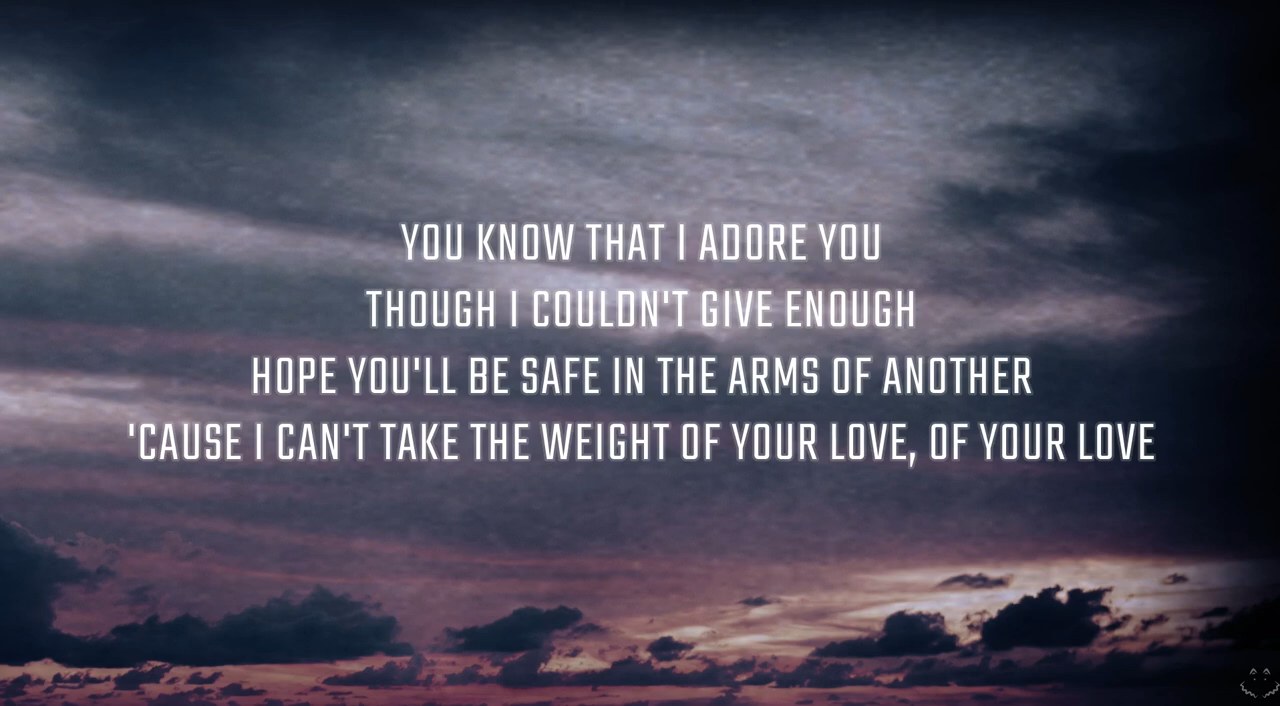 YOU KNOW THAT I ADORE YOU
THOUGH I COULDN'T GIVE ENOUGH
HOPE YOU'LL BE SAFE IN THE ARMS OF ANOTHER
'CAUSE I CAN'T TAKE THE WEIGHT OF YOUR LOVE, OF YOUR LOVE